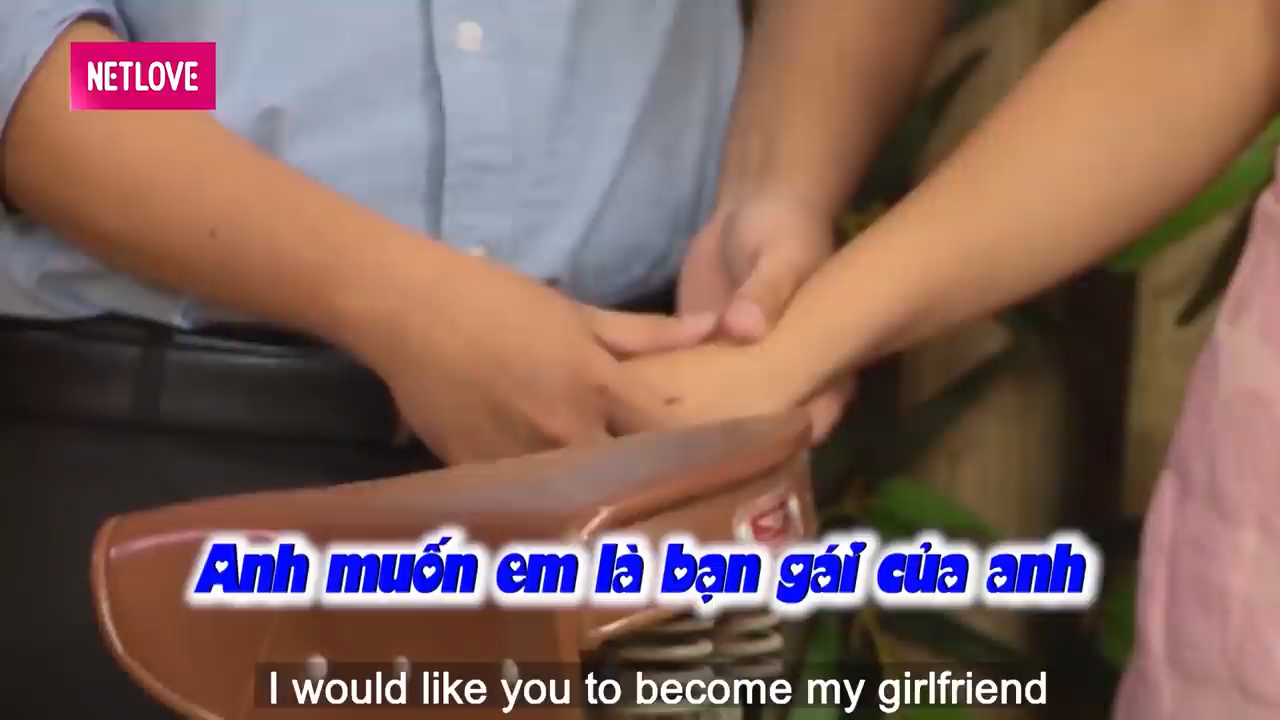 NETLOVE
Anh muốn em là bạn gái của anh
I would like you to become my girlfriend